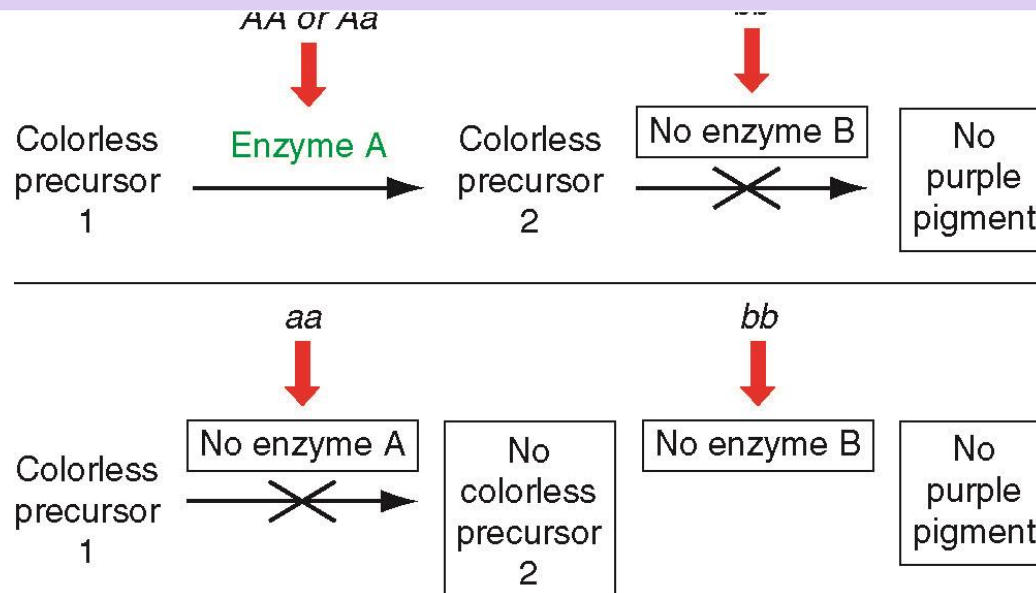 AA or Aa
Colorless
precursor
1
Enzyme A
Colorless
precursor
2
No enzyme B
No
purple
pigment
aa
bb
Colorless
precursor
1
No enzyme A
No
colorless
precursor
2
No enzyme B
No
purple
pigment